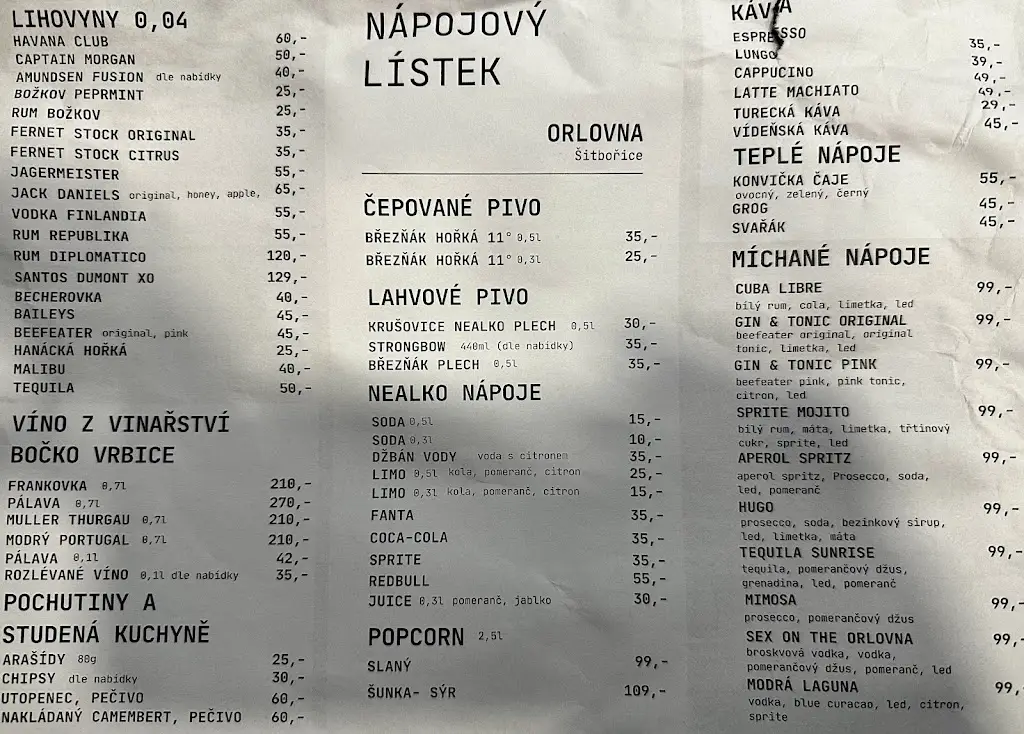 LIHOVYNY 0,04
HAVANA CLUB 60,-
CAPTAIN MORGAN 50,-
AMUNDSEN FUSION dle nabídky 40,-
BOŽKOV PEPRMINT 25,-
RUM BOŽKOV 25,-
FERNET STOCK ORIGINAL 35,-
FERNET STOCK CITRUS 35,-
JAGERMEISTER 55,-
JACK DANIELS original, honey, apple, 65,-
VODKA FINLANDIA 55,-
RUM REPUBLIKA 55,-
RUM DIPLOMATICO 120,-
SANTOS DUMONT XO 129,-
BECHEROVKA 40,-
BAILEYS 45,-
BEEFEATER original, pink 45,-
HANÁCKÁ HOŘKÁ 25,-
MALIBU 40,-
TEQUILA 50,-
VÍNO Z VINAŘSTVÍ
BOČKO VRBICE
FRANKOVKA 0,7l 210,-
PÁLAVA 0,7l 270,-
MULLER THURGAU 0,7l 210,-
MODRÝ PORTUGAL 0,7l 210,-
PÁLAVA 0,1l 42,-
ROZLÉVANÉ VÍNO 0,1l dle nabídky 35,-
POCHUTINY A
STUDENÁ KUCHYNĚ
ARAŠÍDY 80g 25,-
CHIPSY dle nabídky 30,-
UTOPENEC, PEČIVO 60,-
NAKLÁDANÝ CAMEMBERT, PEČIVO 60,-
NÁPOJOVÝ
LÍSTEK
ORLOVNA
Šitbořice
ČEPOVANÉ PIVO
BŘEZŇÁK HOŘKÁ 11° 0,5l 35,-
BŘEZŇÁK HOŘKÁ 11° 0,3l 25,-
LAHVOVÉ PIVO
KRUŠOVICE NEALKO PLECH 0,5l 30,-
STRONGBOW 440ml (dle nabídky) 35,-
BŘEZŇÁK PLECH 0,5l 35,-
NEALKO NÁPOJE
SODA 0,5l 15,-
SODA 0,3l 10,-
DŽBÁN VODY voda s citronem 35,-
LIMO 0,5l kola, pomeranč, citron 25,-
LIMO 0,3l kola, pomeranč, citron 15,-
FANTA 35,-
COCA-COLA 35,-
SPRITE 35,-
REDBULL 55,-
JUICE 0,3l pomeranč, jablko 30,-
POPCORN 2,5l
SLANÝ 99,-
ŠUNKA- SÝR 109,-
KÁVA
ESPRESSO 35,-
LUNGO 39,-
CAPPUCINO 49,-
LATTE MACHIATO 49,-
TURECKÁ KÁVA 29,-
VÍDEŇSKÁ KÁVA 45,-
TEPLÉ NÁPOJE
KONVIČKA ČAJE 55,-
ovocný, zelený, černý
GROG 45,-
SVAŘÁK 45,-
MÍCHANÉ NÁPOJE
CUBA LIBRE 99,-
bílý rum, cola, limetka, led
GIN & TONIC ORIGINAL 99,-
beefeater original, original
tonic, limetka, led
GIN & TONIC PINK 99,-
beefeater pink, pink tonic,
citron, led
SPRITE MOJITO 99,-
bílý rum, máta, limetka, třtinový
cukr, sprite, led
APEROL SPRITZ 99,-
aperol spritz, Prosecco, soda,
led, pomeranč
HUGO 99,-
prosecco, soda, bezinkový sirup,
led, limetka, máta
TEQUILA SUNRISE 99,-
tequila, pomerančový džus,
grenadina, led, pomeranč
MIMOSA 99,-
prosecco, pomerančový džus
SEX ON THE ORLOVNA 99,-
broskvová vodka, vodka,
pomerančový džus, pomeranč, led
MODRÁ LAGUNA 99,
vodka, blue curacao, led, citron,
sprite